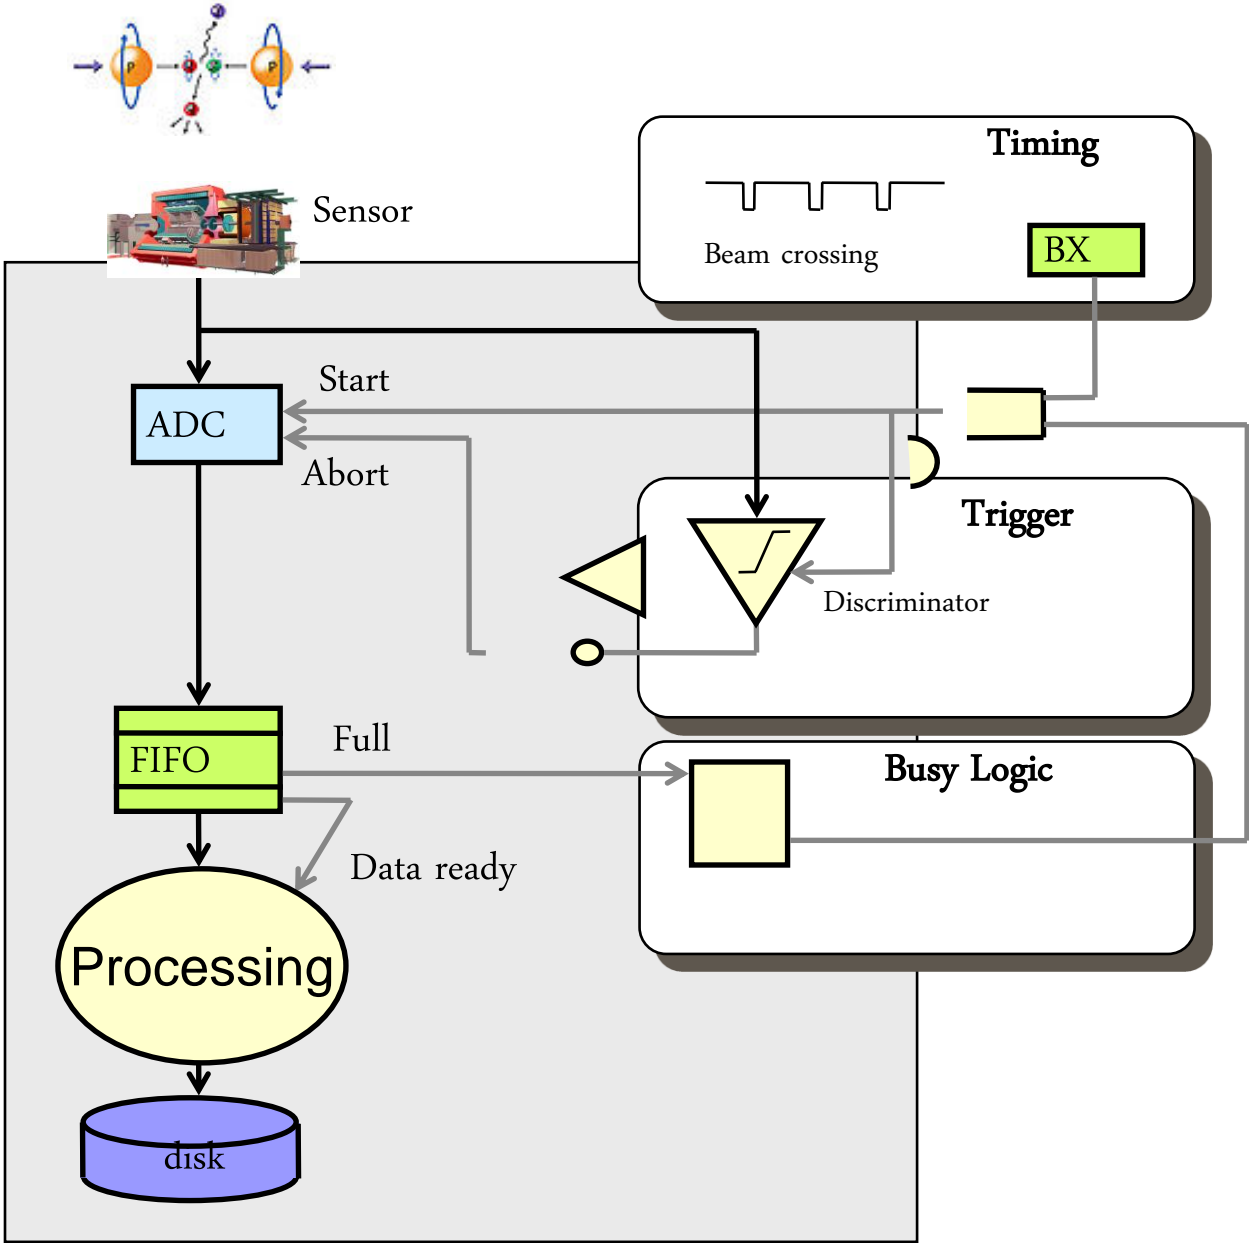 P
P
Timing
Sensor
Beam crossing
BX
Start
ADC
Abort
Trigger
Discriminator
Full
FIFO
Busy Logic
Data ready
Processing
disk